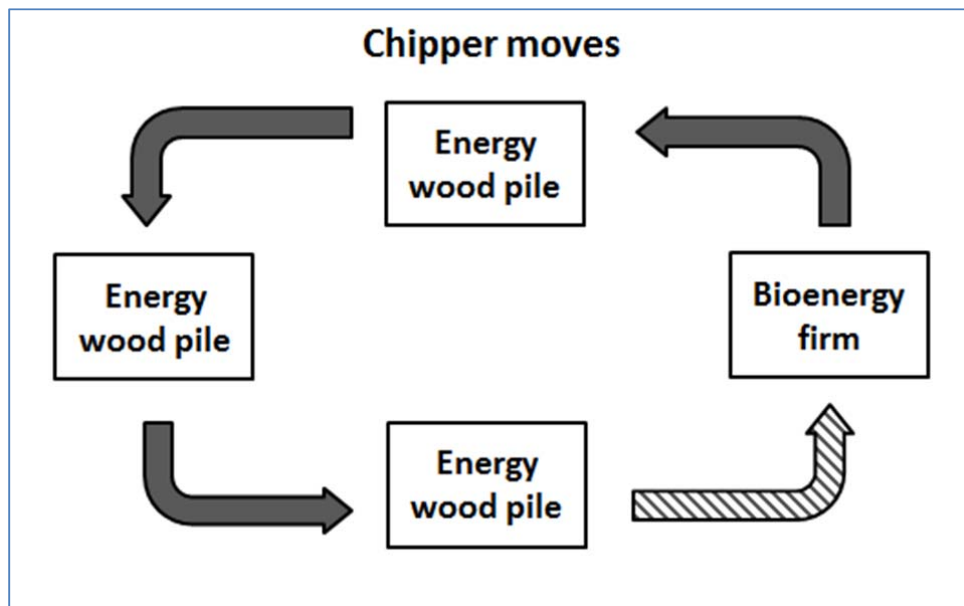 Chipper moves
Energy
wood pile
Energy
wood pile
Bioenergy
firm
Energy
wood pile